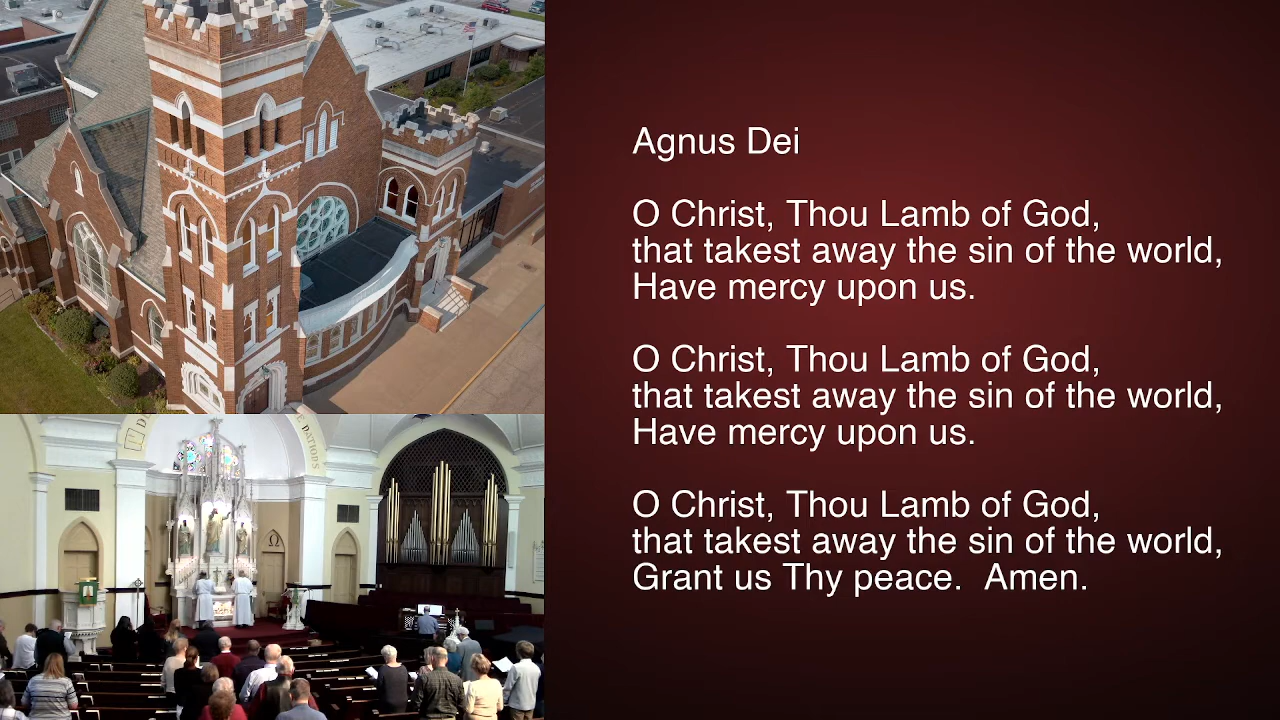 Agnus Dei
O Christ, Thou Lamb of God,
that takest away the sin of the world,
Have mercy upon us.
O Christ, Thou Lamb of God,
that takest away the sin of the world,
Have mercy upon us.
O Christ, Thou Lamb of God,
that takest away the sin of the world,
Grant us Thy peace.  Amen.
Ω